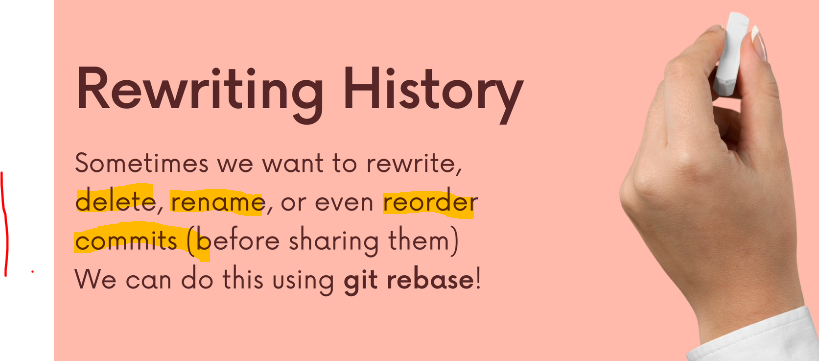 Rewriting History
Sometimes we want to rewrite,
delete, rename, or even reorder
commits (before sharing them)
We can do this using git rebase!